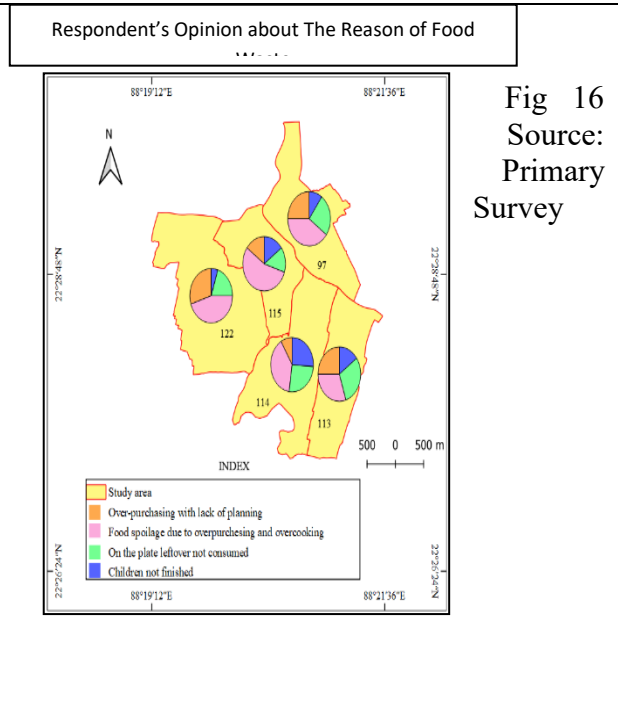 Respondent's Opinion about The Reason of Food
Fig 16
Source:
Primary
Survey
88°19'12"E
88°21'36"E
N
22°28'48"N
22°28'48"N
97
115
122
114
113
500 0 500 m
INDEX
Study area
Over-purchasing with lack of planning
Food spoilage due to overpurchesing and overcooking
On the plate leftover not consumed
Children not finished
22°26'24"N
22°26'24"N
88°19'12"E
88°21'36"E